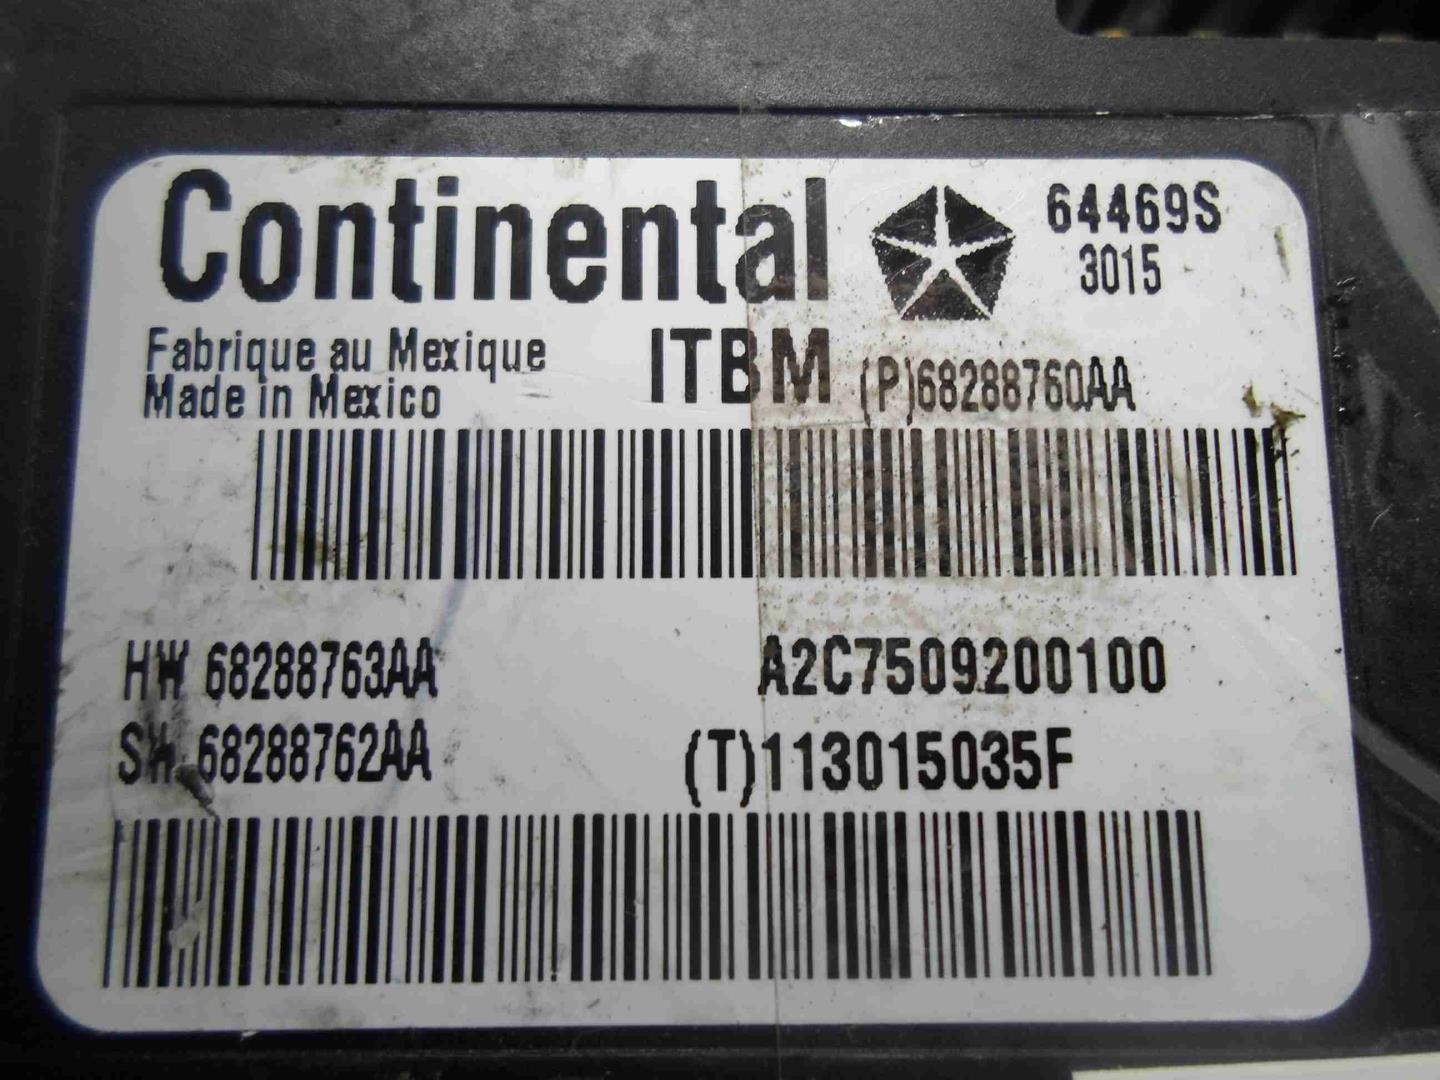 Continental
64469S
3015
Fabrique au Mexique
Made in Mexico
ITBM (P)68288760AA
HW 68288763AA A2C7509200100
SW 68288762AA (T)113015035F